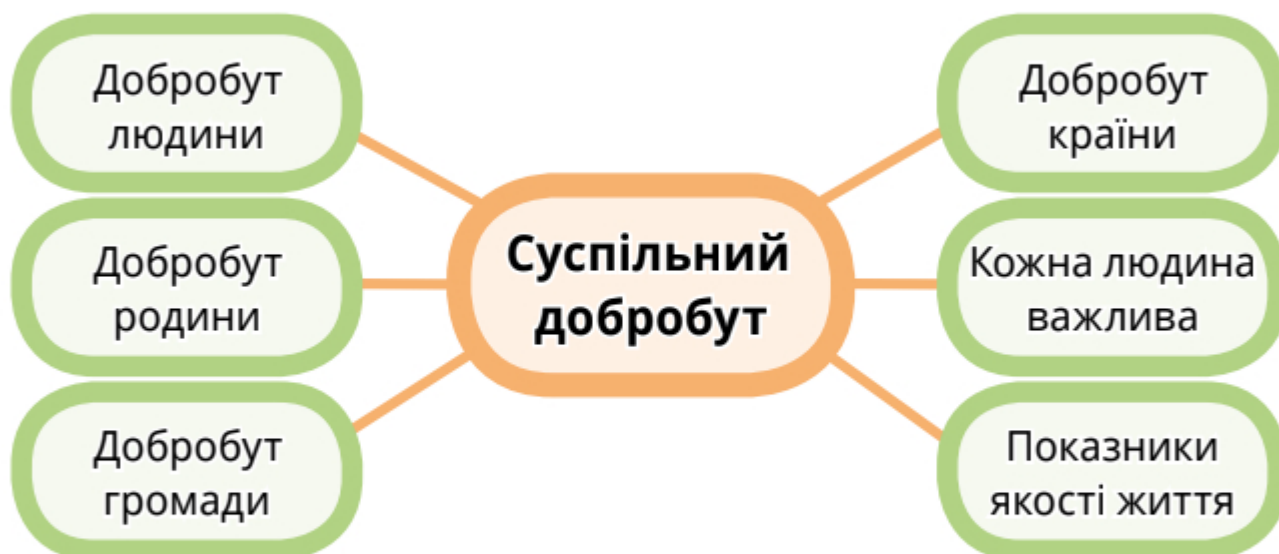 Добробут
людини
Добробут
родини
Добробут
громади
Суспільний
добробут
Добробут
країни
Кожна людина
важлива
Показники
якості життя